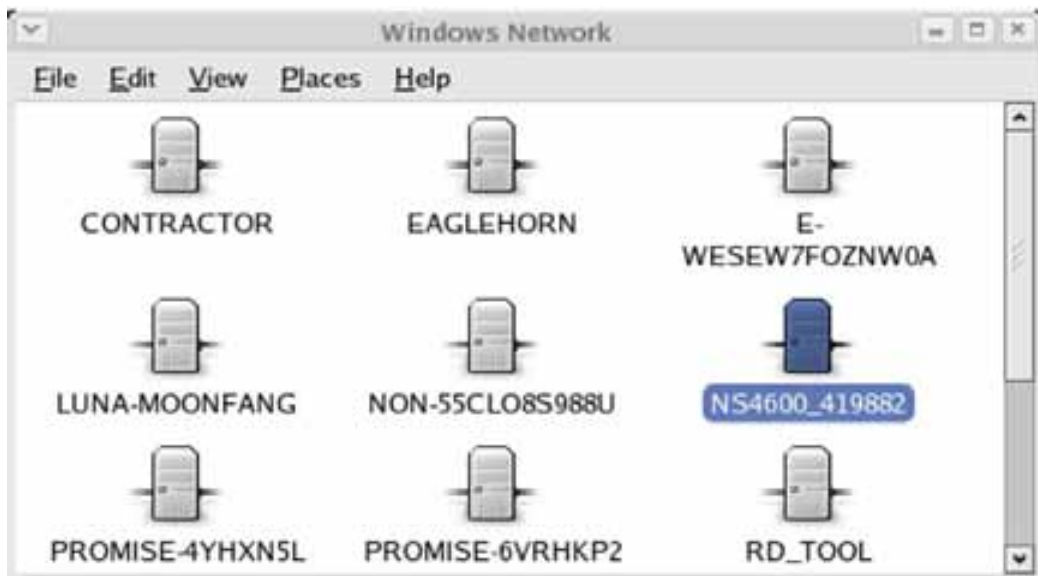 Windows Network
File Edit View Places Help
CONTRACTOR
EAGLEHORN
E-
WESEW7FOZNW0A
LUNA-MOONFANG
NON-55CLO8S988U
NS4600_419882
PROMISE-4YHXN5L
PROMISE-6VRHKP2
RD_TOOL